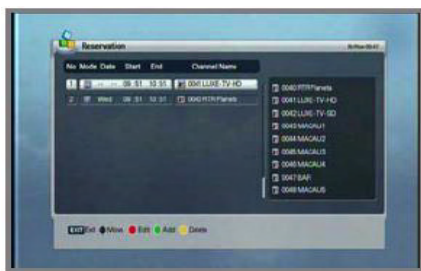 Reservation
No Mode Date Start End Channel Name
1 -- -- 09:51 10:51 0041 LUXE-TV-HD
2 Wed 09:51 10:51 0040 RTR Planeta
0040 RTR Planeta
0041 LUXE-TV-HD
0042 LUXE-TV-SD
0043 MACAU1
0044 MACAU2
0045 MACAU3
0046 MACAU4
0047 BAR
0048 MACAU5
EXIT Exit Move Edit Add Delete